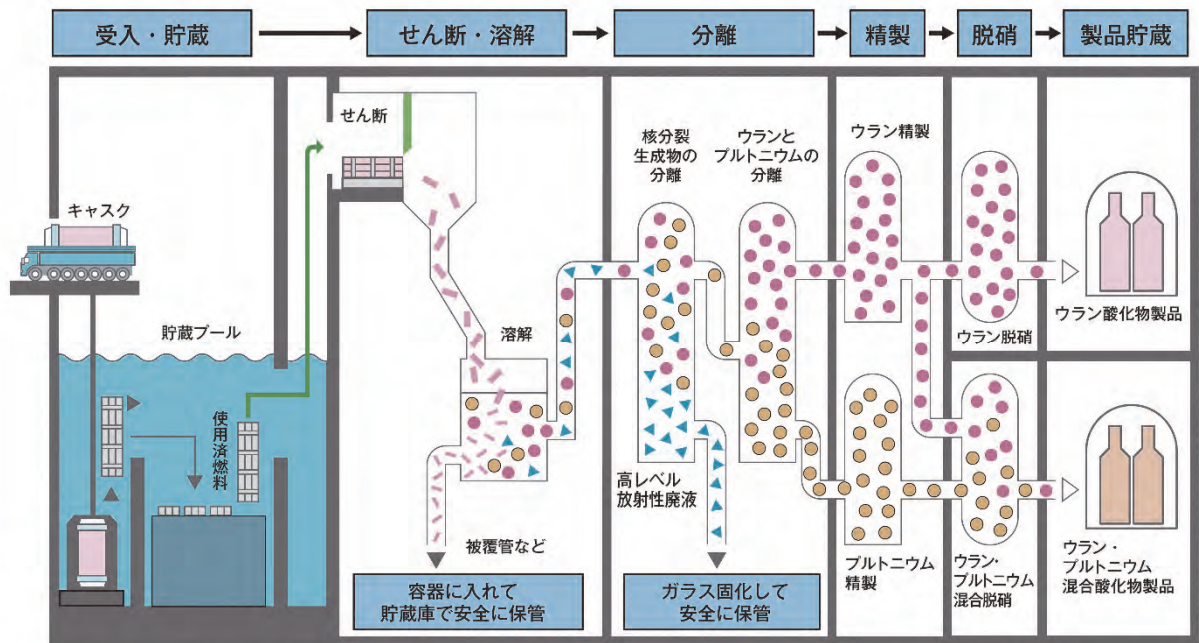 受入・貯蔵
せん断・溶解
分離
精製
脱硝
製品貯蔵
キャスク
貯蔵プール
使用済燃料
せん断
溶解
被覆管など
容器に入れて
貯蔵庫で安全に保管
核分裂
生成物の
分離
ウランと
プルトニウムの
分離
高レベル
放射性廃液
ガラス固化して
安全に保管
ウラン精製
プルトニウム
精製
ウラン脱硝
ウラン・
プルトニウム
混合脱硝
ウラン酸化物製品
ウラン・
プルトニウム
混合酸化物製品